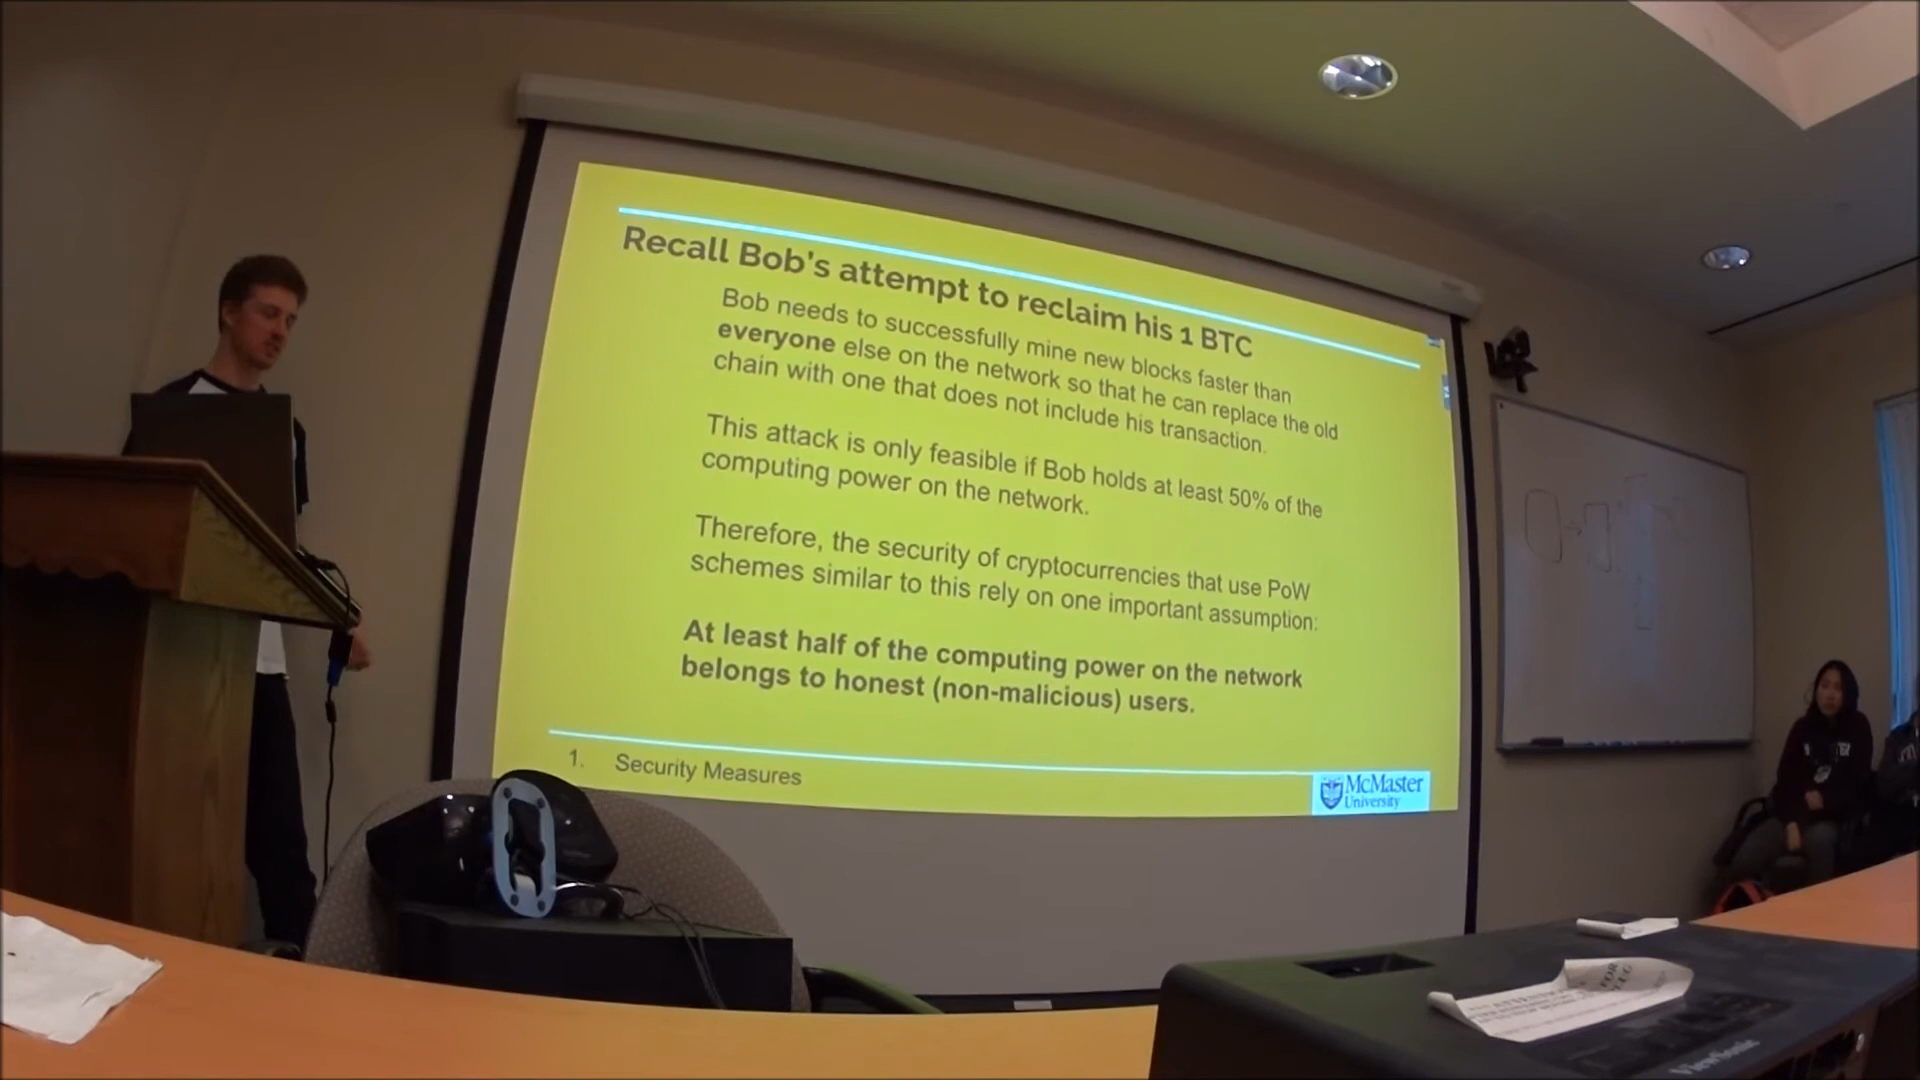 Recall Bob's attempt to reclaim his 1 BTC
Bob needs to successfully mine new blocks faster than
everyone else on the network so that he can replace the old
chain with one that does not include his transaction.
This attack is only feasible if Bob holds at least 50% of the
computing power on the network.
Therefore, the security of cryptocurrencies that use PoW
schemes similar to this rely on one important assumption:
At least half of the computing power on the network
belongs to honest (non-malicious) users.
1. Security Measures
McMaster
University
ViewSonic